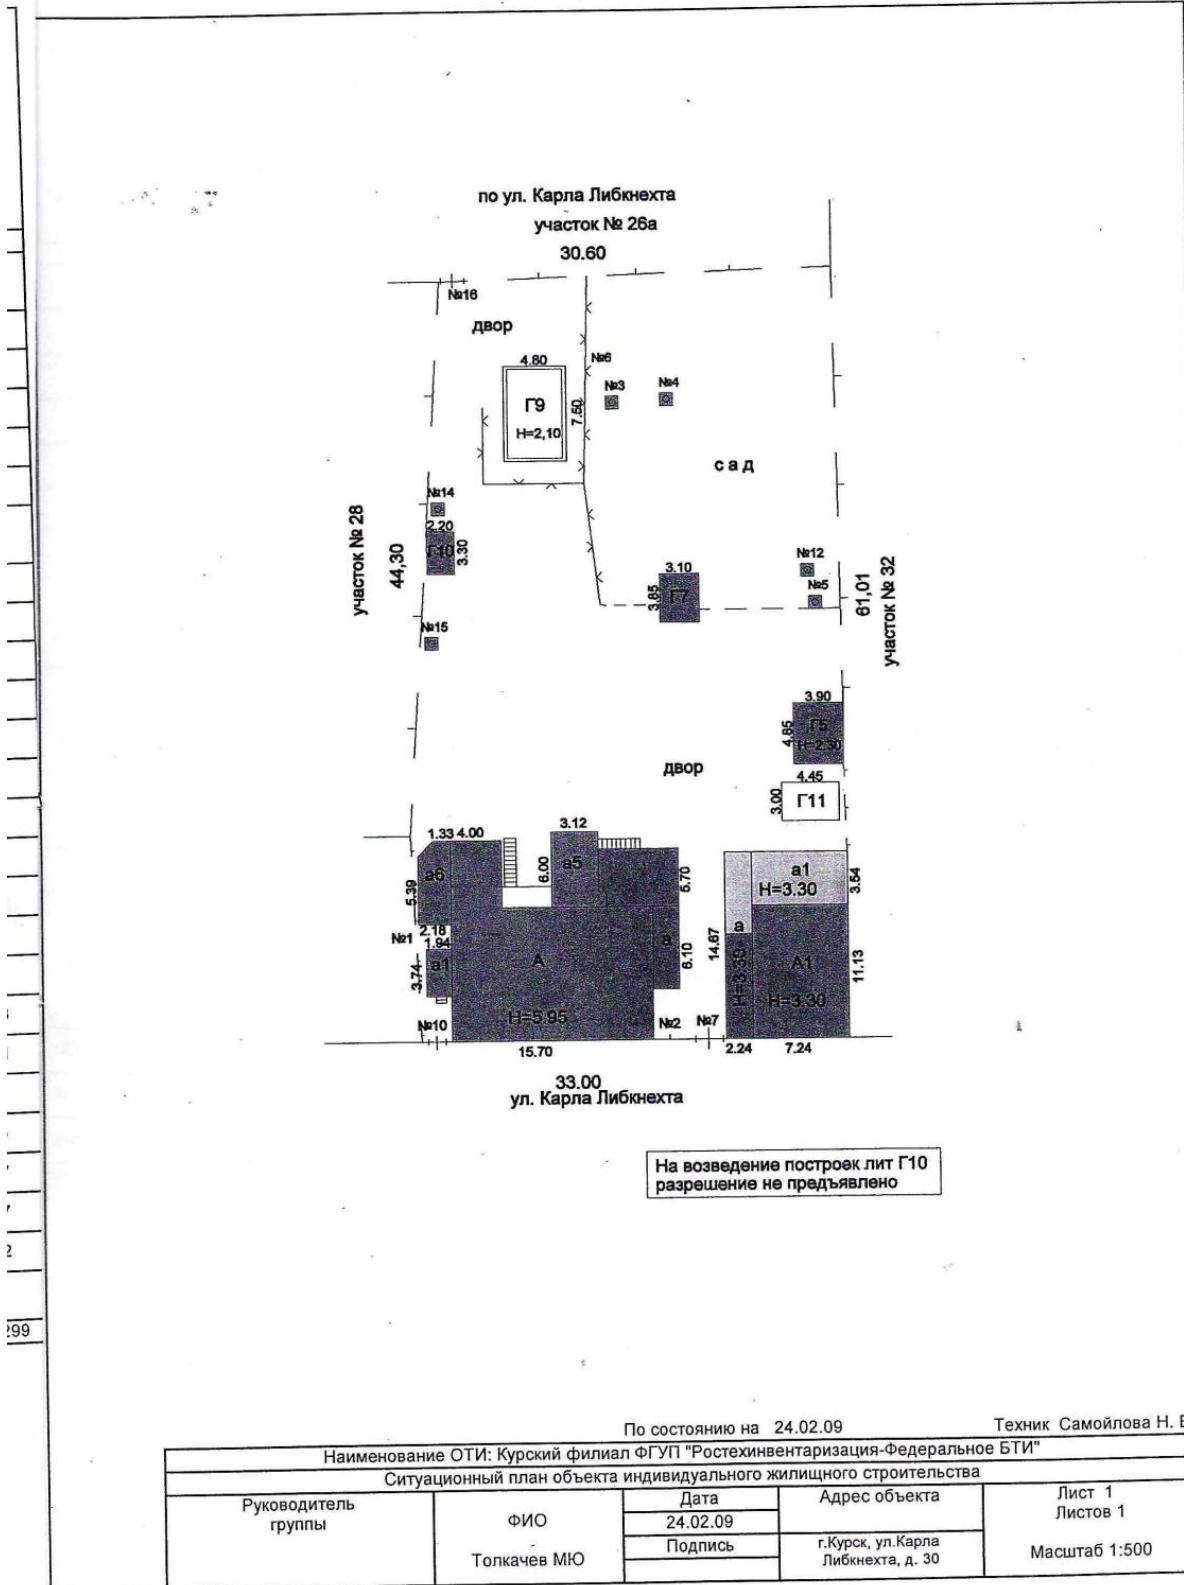 по ул. Карла Либкнехта
участок № 26а
30.60
№16
двор
4.80
№6
№3
№4
Г9
7.50
Н=2,10
сад
№14
2.20
Г10
3.30
участок № 28
44,30
№12
3.10
№5
Г7
3.85
61,01
участок № 32
№15
3.90
Г5
4.85
Н=2.30
двор
4.45
3.00
Г11
3.12
1.33 4.00
а6
6.00
а5
5.70
а1
Н=3.30
3.54
5.39
2.18
№1
1.94
а
а1
А
а
6.10
14.67
Н=3.30
А1
11.13
3.74
Н=3.30
№10
Н=5.95
№2
№7
15.70
2.24
7.24
33.00
ул. Карла Либкнехта
На возведение построек лит Г10
разрешение не предъявлено
2
299
По состоянию на 24.02.09
Техник Самойлова Н.
Наименование ОТИ: Курский филиал ФГУП "Ростехинвентаризация-Федеральное БТИ"
Ситуационный план объекта индивидуального жилищного строительства
Руководитель
группы
ФИО
Толкачев МЮ
Дата
24.02.09
Подпись
Адрес объекта
г.Курск, ул.Карла
Либкнехта, д. 30
Лист 1
Листов 1
Масштаб 1:500